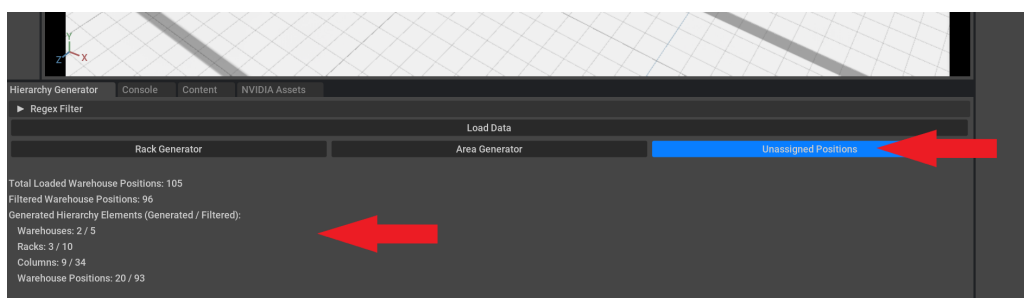 Y
Z X
Hierarchy Generator Console Content NVIDIA Assets
Regex Filter
Load Data
Rack Generator Area Generator Unassigned Positions
Total Loaded Warehouse Positions: 105
Filtered Warehouse Positions: 96
Generated Hierarchy Elements (Generated / Filtered):
Warehouses: 2 / 5
Racks: 3 / 10
Columns: 9 / 34
Warehouse Positions: 20 / 93